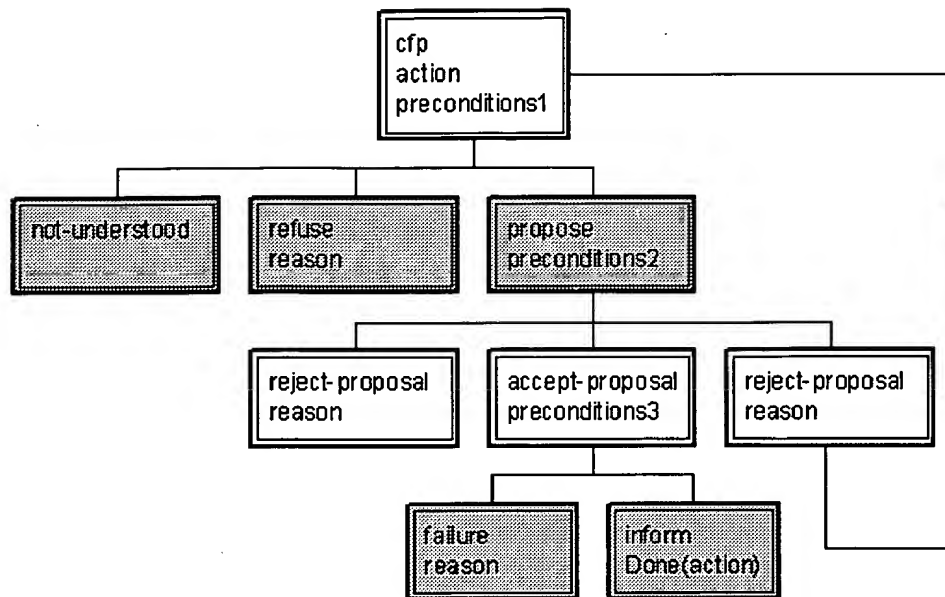 cfp
action
preconditions1
not-understood
refuse
reason
propose
preconditions2
reject-proposal
reason
accept-proposal
preconditions3
reject-proposal
reason
failure
reason
inform
Done(action)